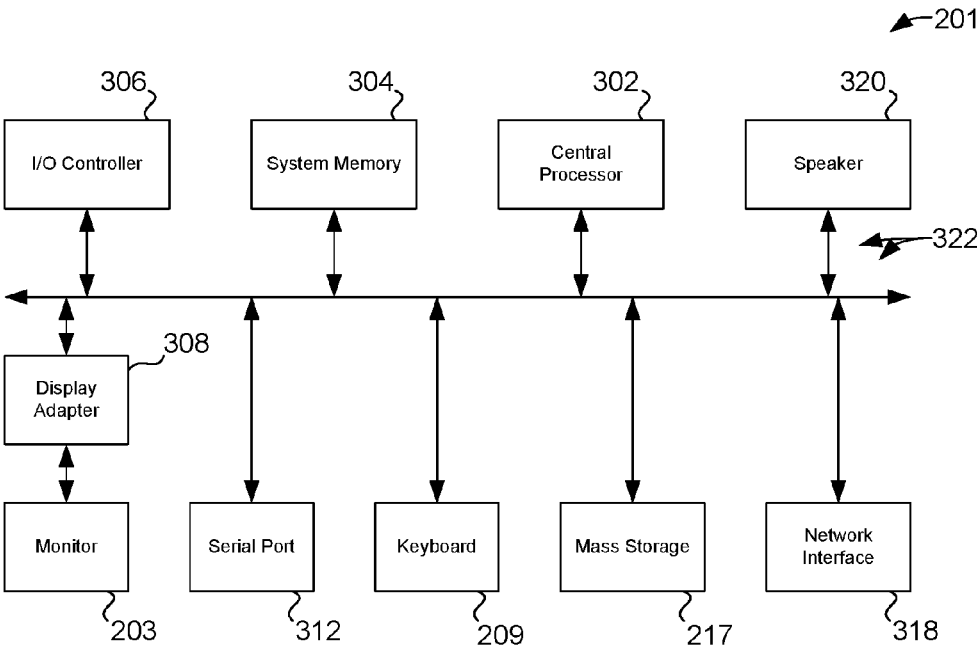 201
306
304
302
320
I/O Controller
System Memory
Central
Processor
Speaker
322
308
Display
Adapter
Monitor
Serial Port
Keyboard
Mass Storage
Network
Interface
203
312
209
217
318